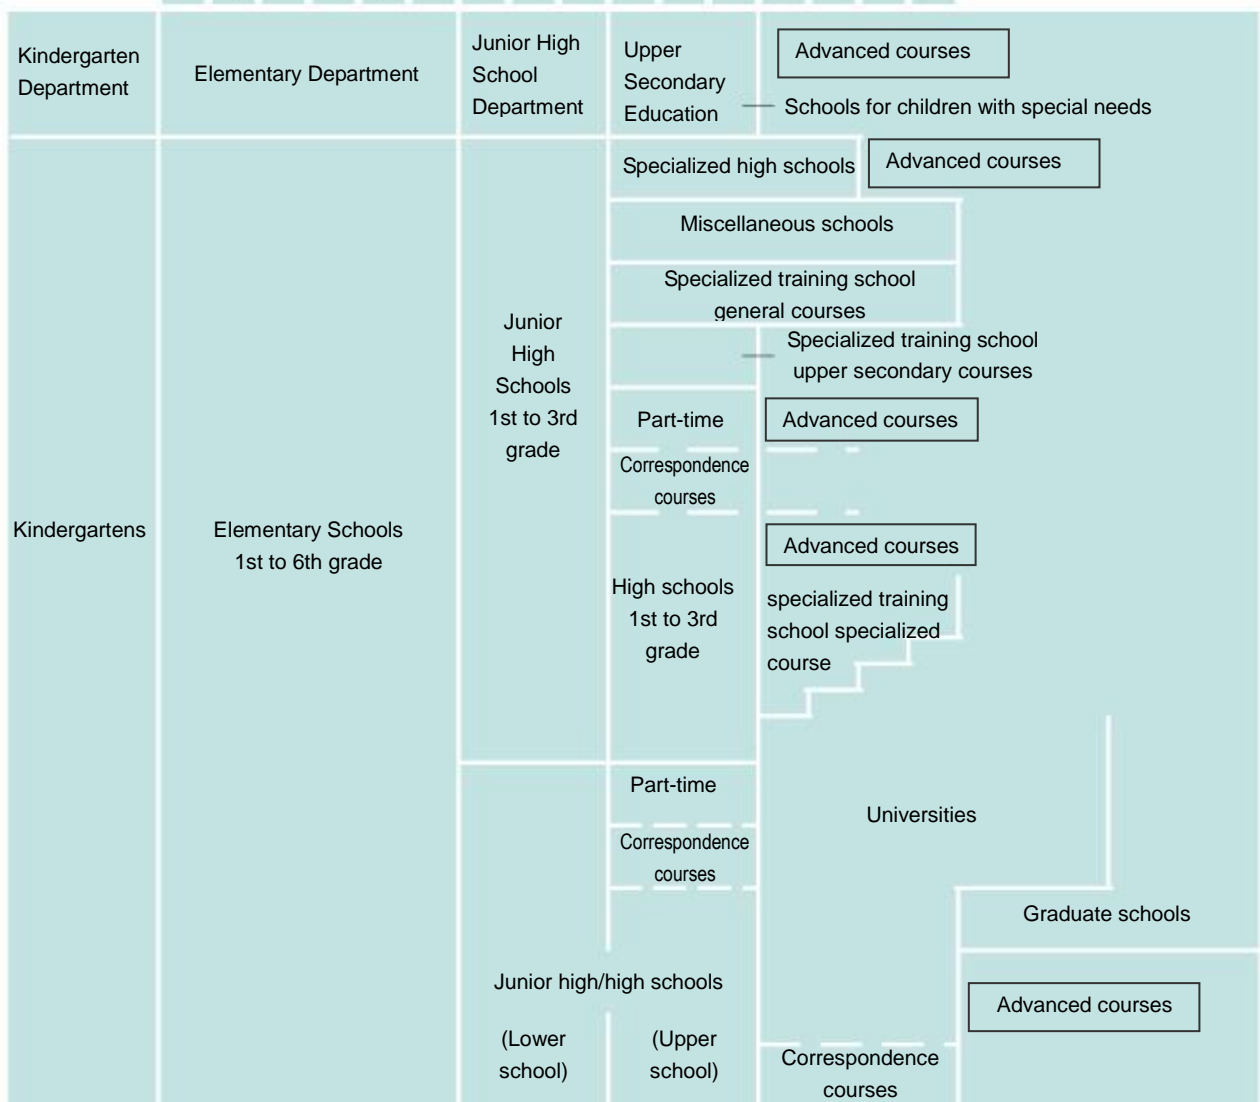 Kindergarten
Department
Elementary Department
Junior High
School
Department
Upper
Secondary
Education
Advanced courses
Schools for children with special needs
Specialized high schools
Advanced courses
Miscellaneous schools
Specialized training school
general courses
Junior
High
Schools
1st to 3rd
grade
Specialized training school
upper secondary courses
Part-time
Advanced courses
Correspondence
courses
Kindergartens
Elementary Schools
1st to 6th grade
Advanced courses
High schools
1st to 3rd
grade
specialized training
school specialized
course
Part-time
Universities
Correspondence
courses
Graduate schools
Junior high/high schools
Advanced courses
(Lower
school)
(Upper
school)
Correspondence
courses